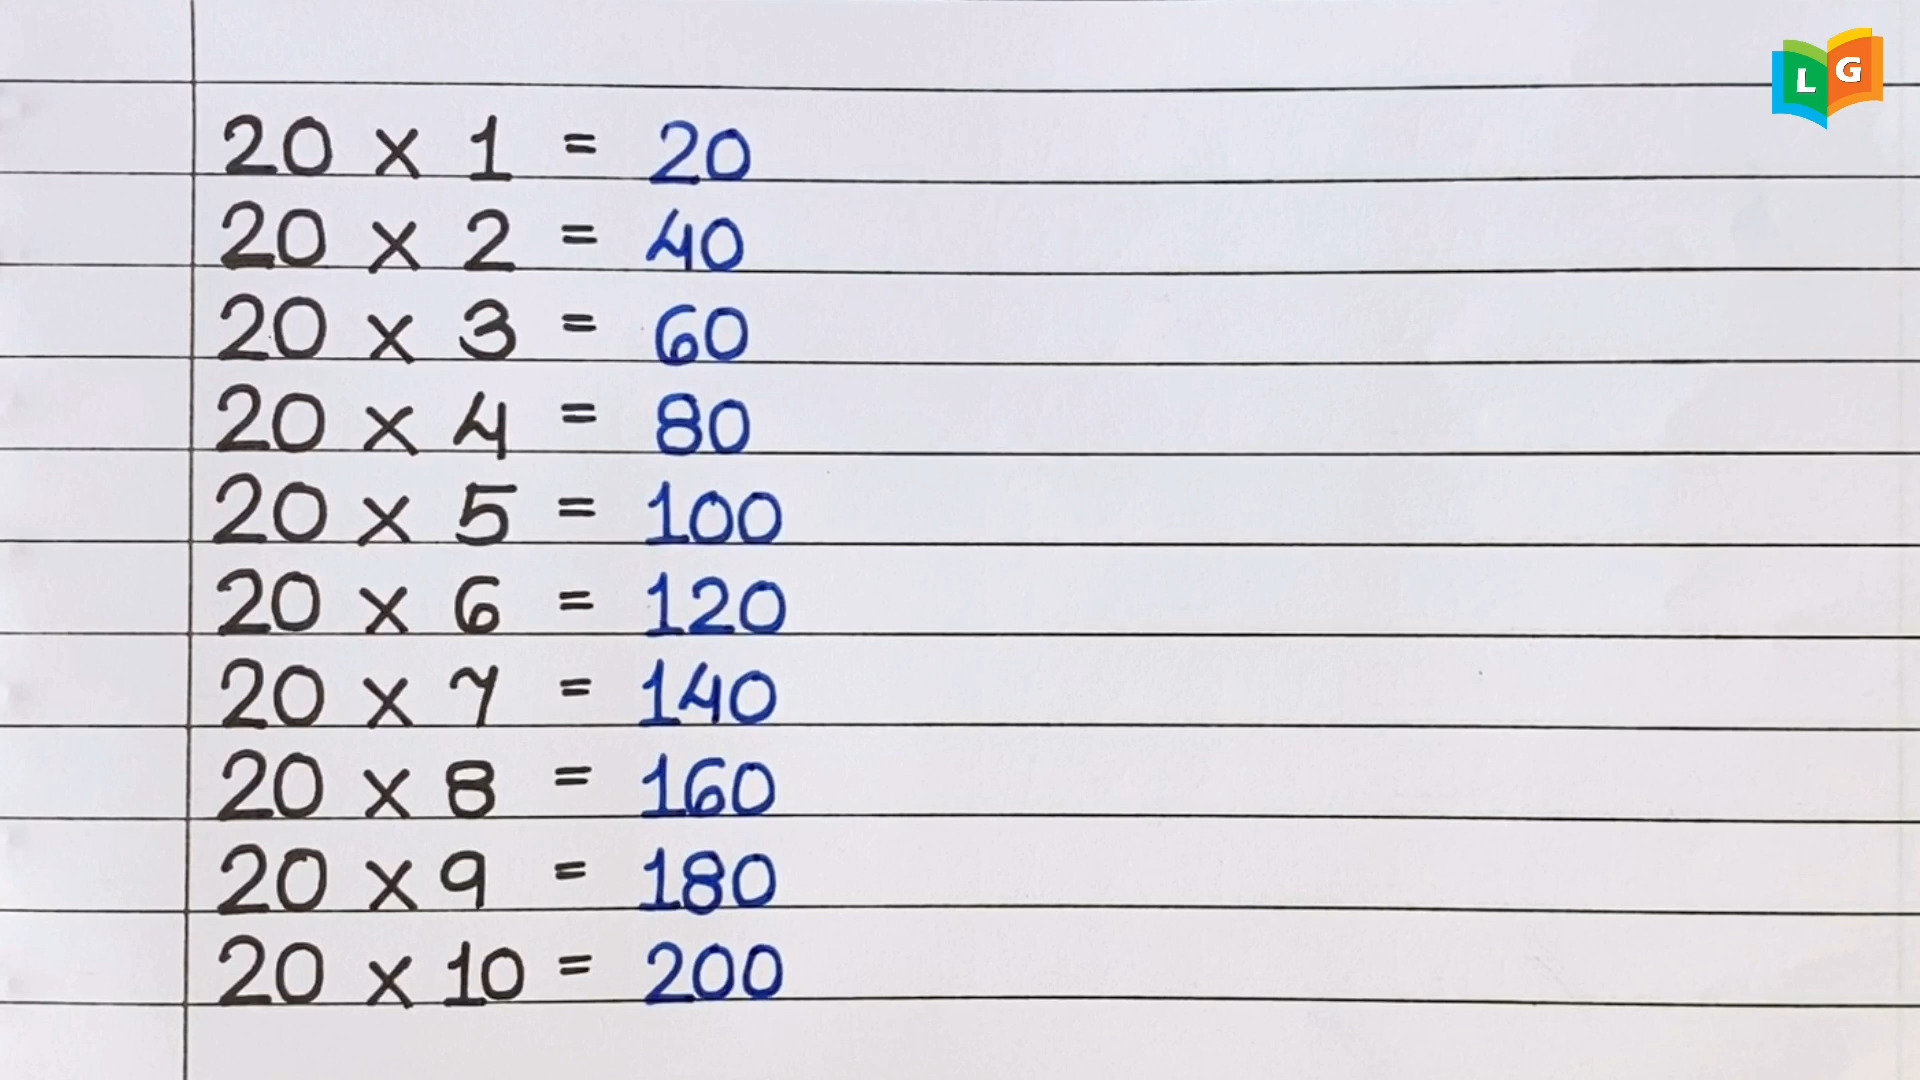 LG
20 x 1 = 20
20 x 2 = 40
20 x 3 = 60
20 x 4 = 80
20 x 5 = 100
20 x 6 = 120
20 x 7 = 140
20 x 8 = 160
20 x 9 = 180
20 x 10 = 200